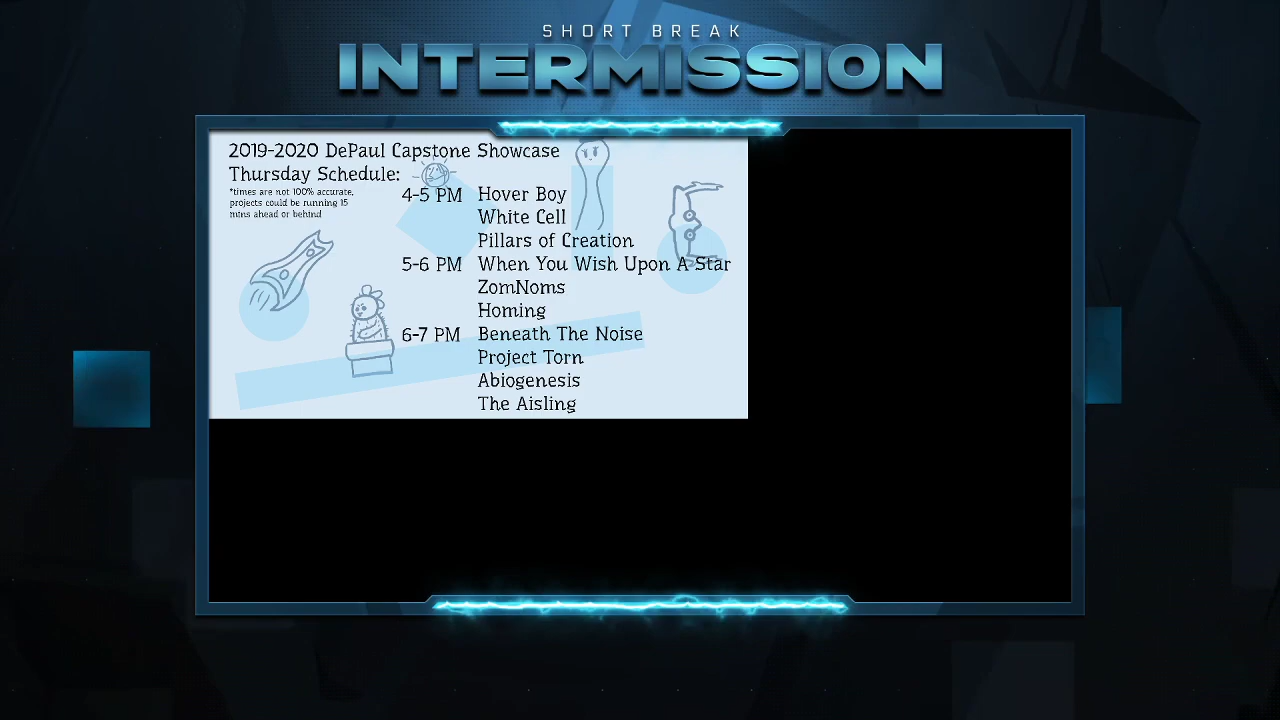 SHORT BREAK
INTERMISSION
2019-2020 DePaul Capstone Showcase
Thursday Schedule:
*times are not 100% accurate,
projects could be running 15
mins ahead or behind
4-5 PM Hover Boy
White Cell
Pillars of Creation
5-6 PM When You Wish Upon A Star
ZomNoms
Homing
6-7 PM Beneath The Noise
Project Torn
Abiogenesis
The Aisling